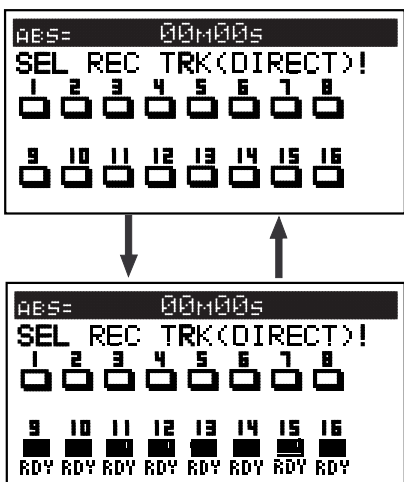 ABS= 00M00S
SEL REC TRK(DIRECT)!
1 2 3 4 5 6 7 8
9 10 11 12 13 14 15 16
ABS= 00M00S
SEL REC TRK(DIRECT)!
1 2 3 4 5 6 7 8
9 10 11 12 13 14 15 16
RDY RDY RDY RDY RDY RDY RDY RDY